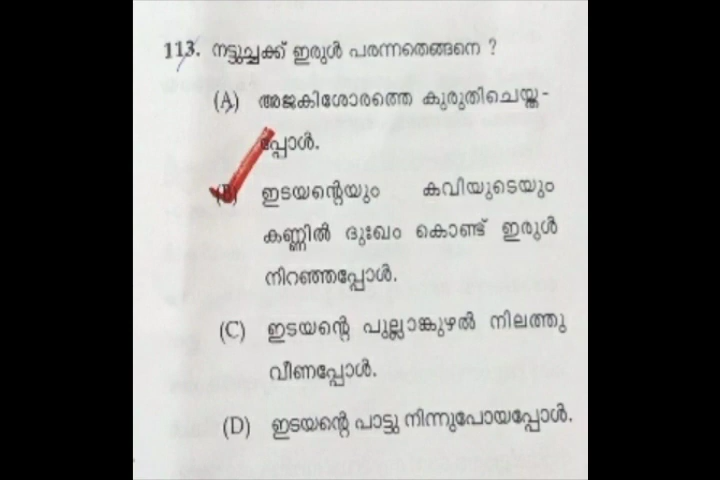 113. നട്ടുച്ചക്ക് ഇരുൾ പരന്നതെങ്ങനെ ?
(A) അജകിശോരത്തെ കുരുതിചെയ്ത-
പ്പോൾ.
(B) ഇടയന്റെയും കവിയുടെയും
കണ്ണിൽ ദുഃഖം കൊണ്ട് ഇരുൾ
നിറഞ്ഞപ്പോൾ.
(C) ഇടയന്റെ പുല്ലാങ്കുഴൽ നിലത്തു
വീണപ്പോൾ.
(D) ഇടയന്റെ പാട്ടു നിന്നുപോയപ്പോൾ.